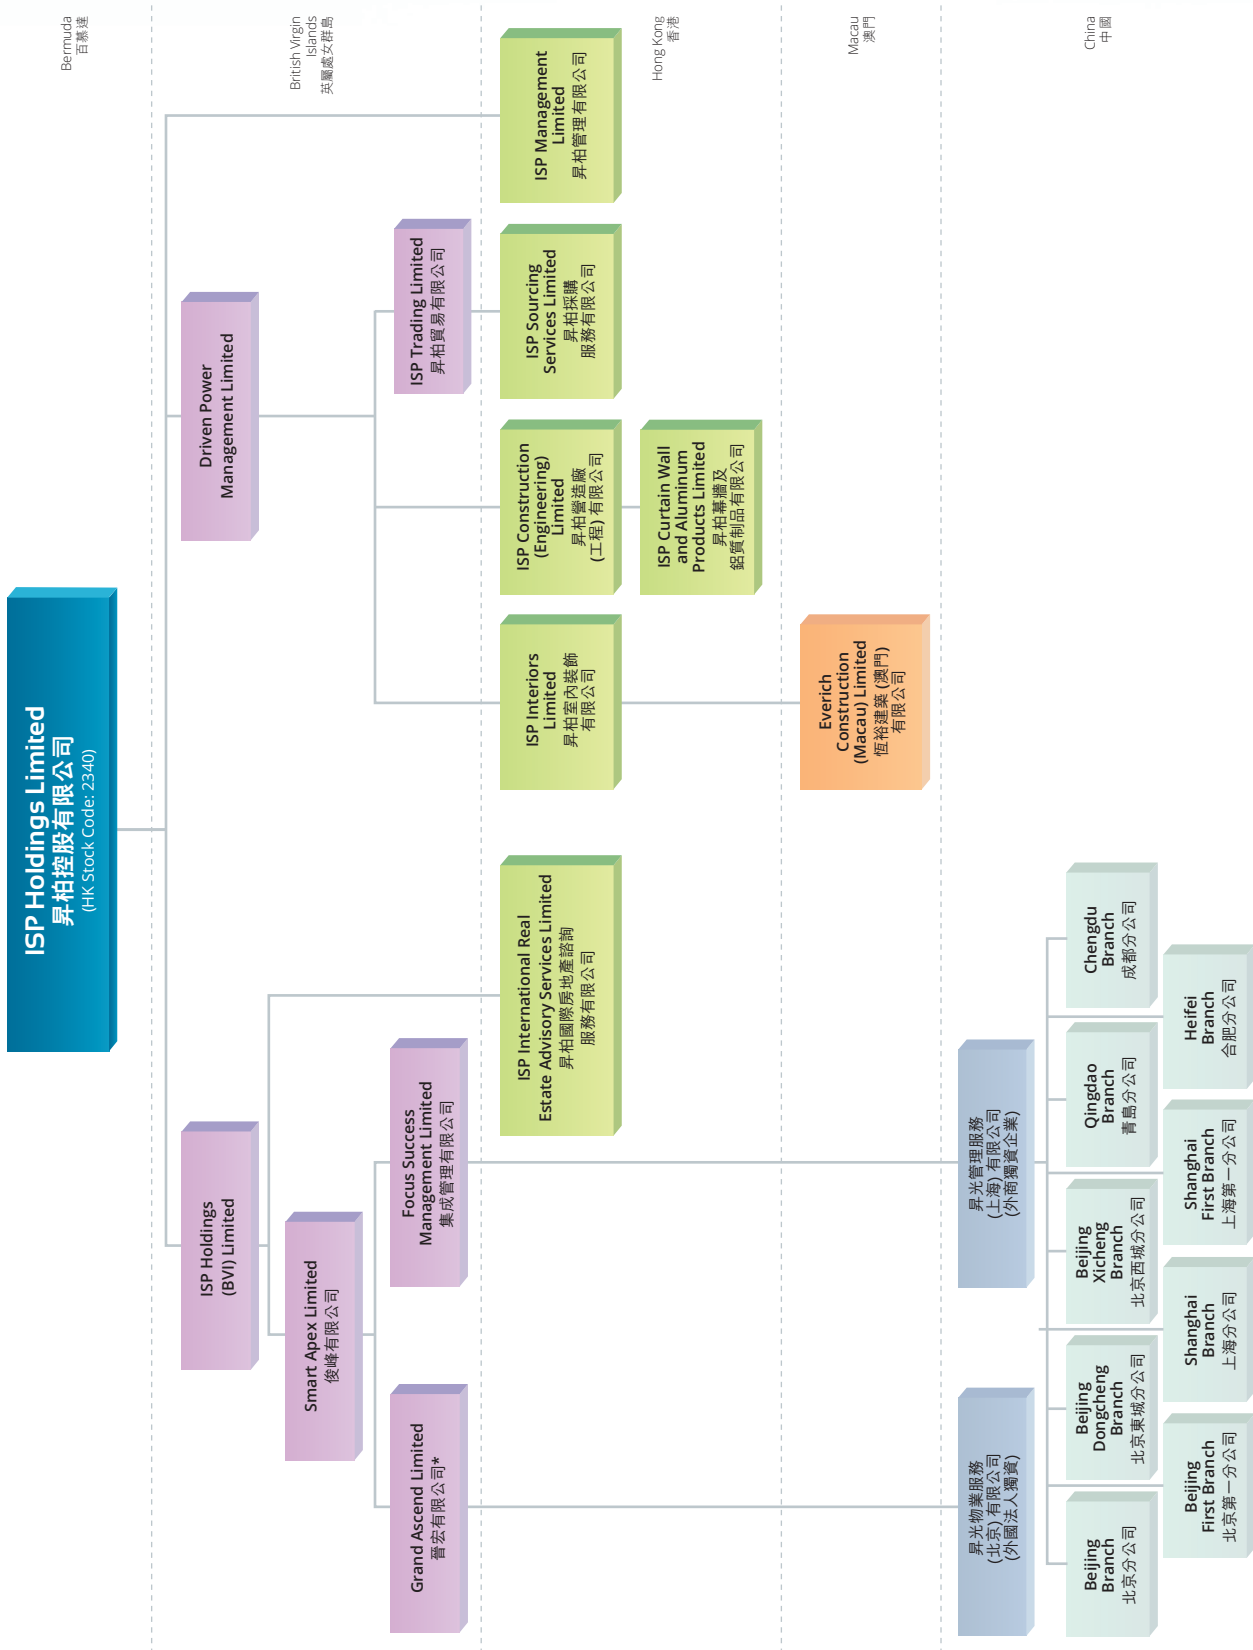 ISP Holdings Limited
昇柏控股有限公司
(HK Stock Code: 2340)
Bermuda
百慕達
ISP Holdings
(BVI) Limited
Driven Power
Management Limited
British Virgin
Islands
英屬處女群島
Smart Apex Limited
俊峰有限公司
Grand Ascend Limited
晉宏有限公司*
Focus Success
Management Limited
集成管理有限公司
ISP Trading Limited
昇柏貿易有限公司
ISP International Real
Estate Advisory Services Limited
昇柏國際房地產諮詢
服務有限公司
ISP Interiors
Limited
昇柏室內裝飾
有限公司
ISP Construction
(Engineering)
Limited
昇柏營造廠
(工程) 有限公司
ISP Sourcing
Services Limited
昇柏採購
服務有限公司
ISP Management
Limited
昇柏管理有限公司
Hong Kong
香港
ISP Curtain Wall
and Aluminum
Products Limited
昇柏幕牆及
鋁質制品有限公司
Everich
Construction
(Macau) Limited
恆裕建築 (澳門)
有限公司
Macau
澳門
昇光物業服務
(北京) 有限公司
(外國法人獨資)
昇光管理服務
(上海) 有限公司
(外商獨資企業)
China
中國
Beijing
Branch
北京分公司
Beijing
Dongcheng
Branch
北京東城分公司
Beijing
Xicheng
Branch
北京西城分公司
Qingdao
Branch
青島分公司
Chengdu
Branch
成都分公司
Beijing
First Branch
北京第一分公司
Shanghai
Branch
上海分公司
Shanghai
First Branch
上海第一分公司
Heifei
Branch
合肥分公司